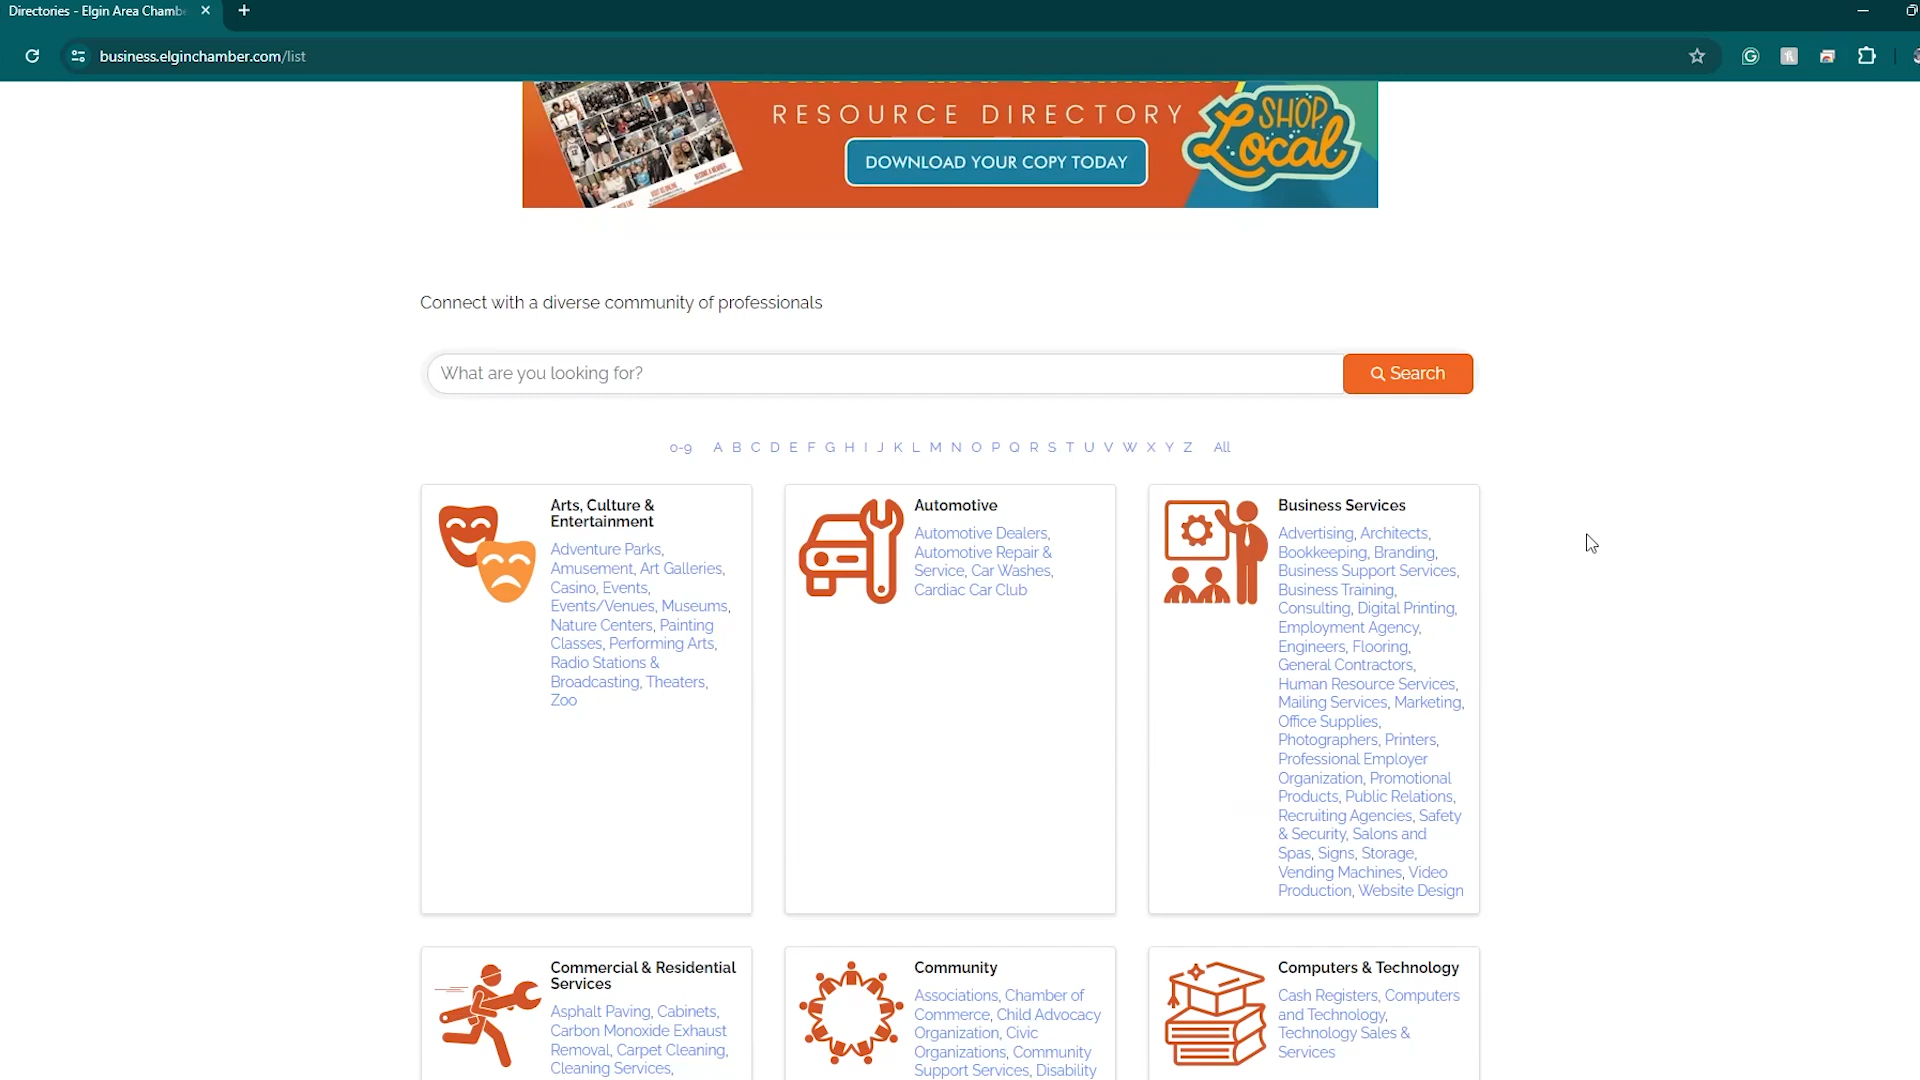 Directories - Elgin Area Chambe
business.elginchamber.com/list
RESOURCE DIRECTORY
DOWNLOAD YOUR COPY TODAY
SHOP
Local
VISIT US ONLINE
BECOME A MEMBER
Connect with a diverse community of professionals
What are you looking for?
Search
0-9 A B C D E F G H I J K L M N O P Q R S T U V W X Y Z All
Arts, Culture &
Entertainment
Adventure Parks,
Amusement, Art Galleries,
Casino, Events,
Events/Venues, Museums,
Nature Centers, Painting
Classes, Performing Arts,
Radio Stations &
Broadcasting, Theaters,
Zoo
Automotive
Automotive Dealers,
Automotive Repair &
Service, Car Washes,
Cardiac Car Club
Business Services
Advertising, Architects,
Bookkeeping, Branding,
Business Support Services,
Business Training,
Consulting, Digital Printing,
Employment Agency,
Engineers, Flooring,
General Contractors,
Human Resource Services,
Mailing Services, Marketing,
Office Supplies,
Photographers, Printers,
Professional Employer
Organization, Promotional
Products, Public Relations,
Recruiting Agencies, Safety
& Security, Salons and
Spas, Signs, Storage,
Vending Machines, Video
Production, Website Design
Commercial & Residential
Services
Asphalt Paving, Cabinets,
Carbon Monoxide Exhaust
Removal, Carpet Cleaning,
Cleaning Services,
Community
Associations, Chamber of
Commerce, Child Advocacy
Organization, Civic
Organizations, Community
Support Services, Disability
Computers & Technology
Cash Registers, Computers
and Technology,
Technology Sales &
Services